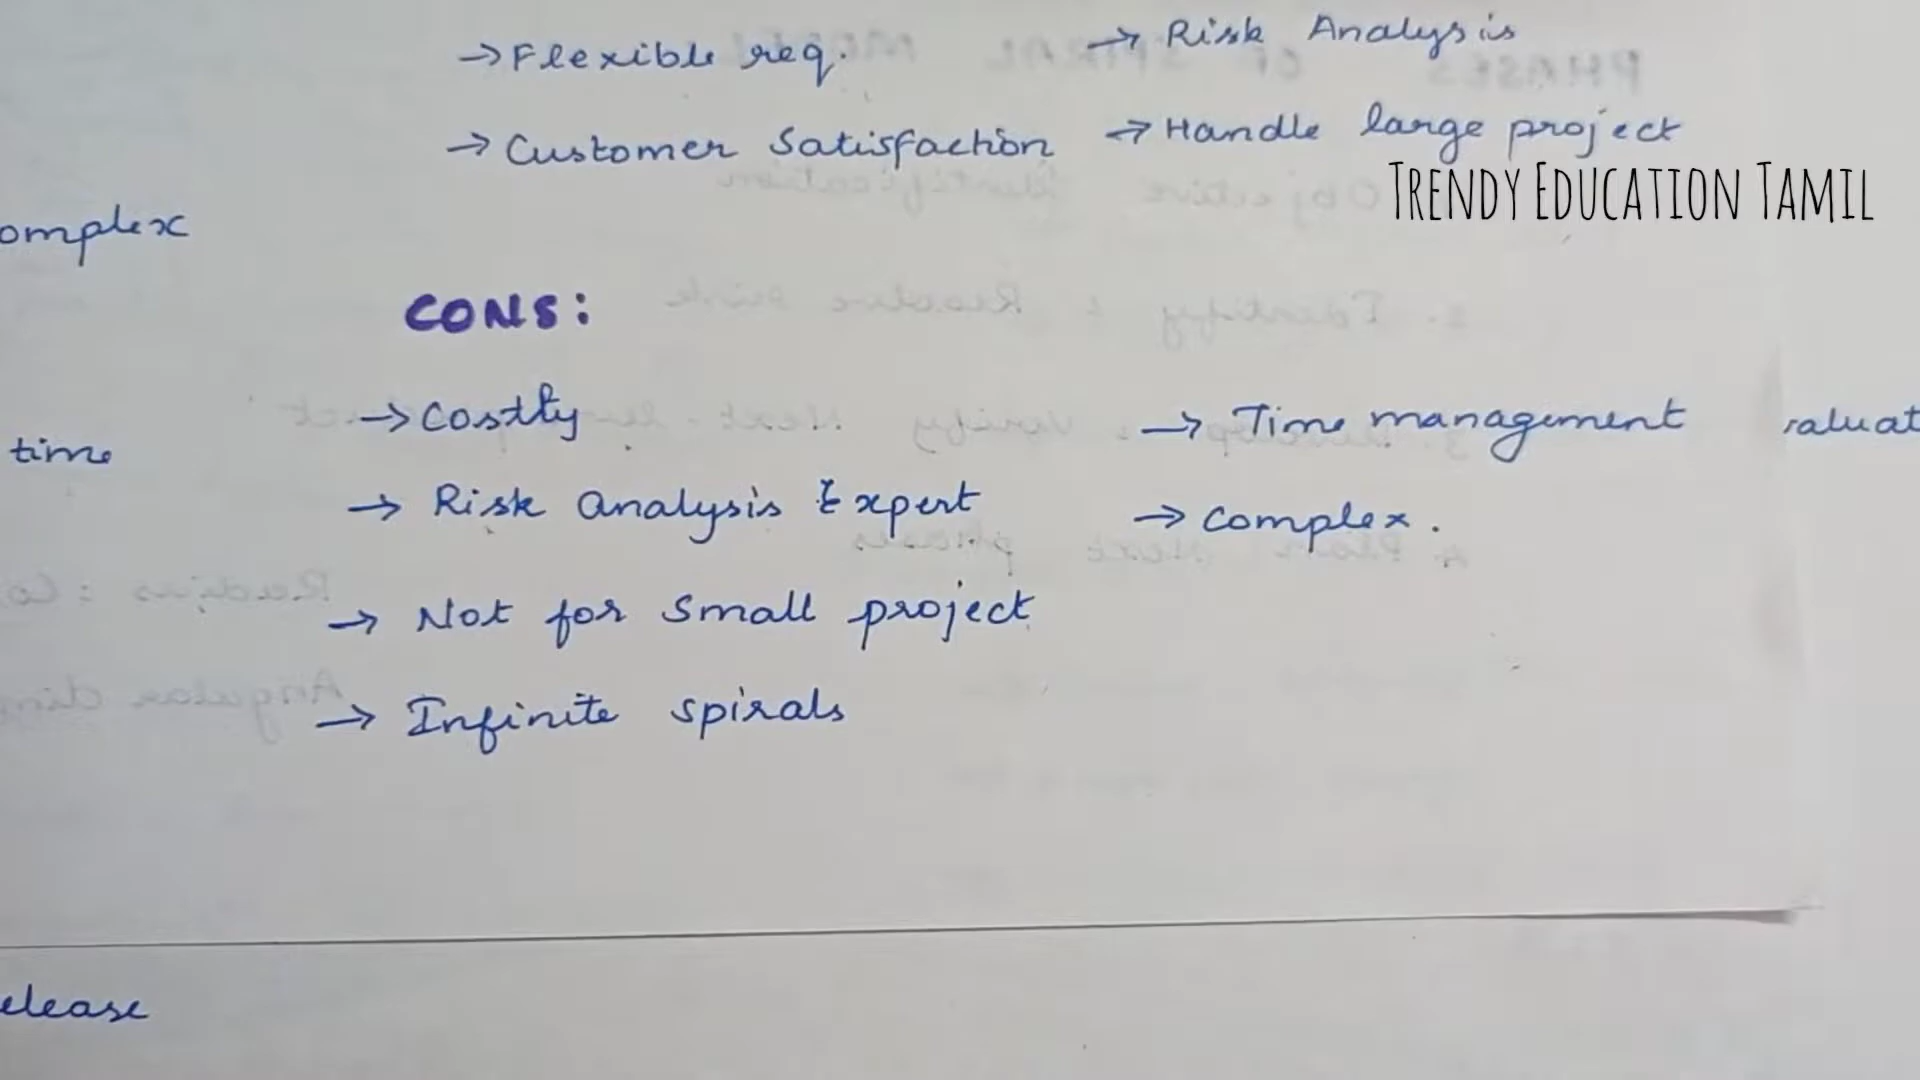 → Flexible req.
→ Risk Analysis
→ Customer Satisfaction
→ Handle large project
TRENDY EDUCATION TAMIL
omplex
CONS:
→ Costly
→ Time management
valuat
time
→ Risk analysis Expert
→ Complex.
→ Not for small project
→ Infinite spirals
elease